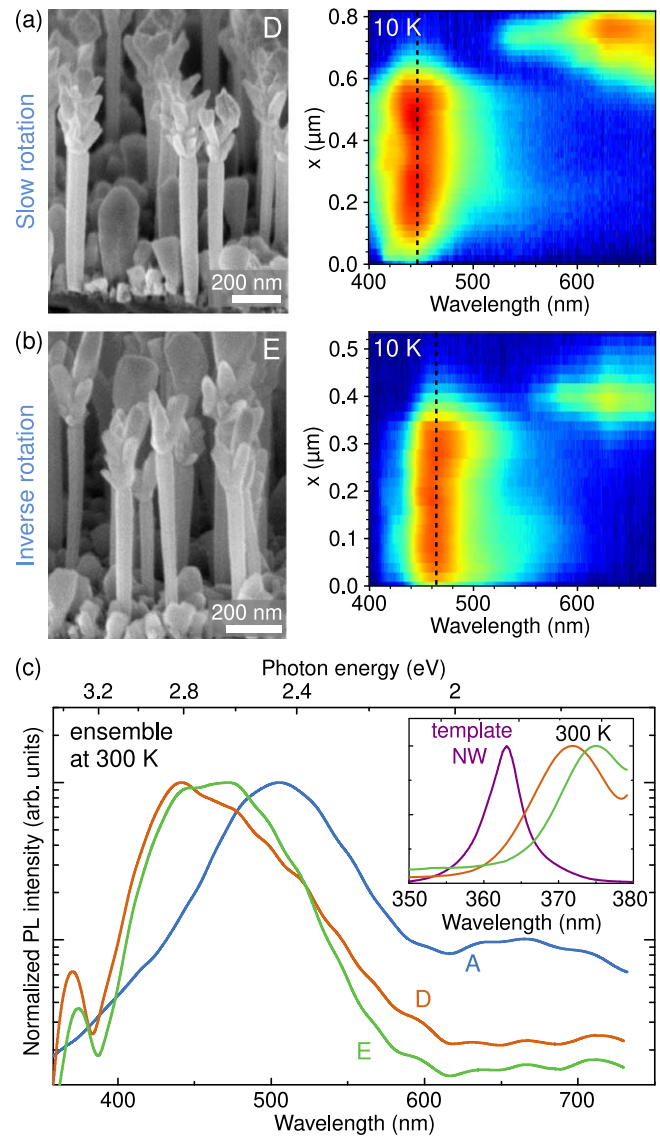 (a)
D
Slow rotation
200 nm
10 K
x (µm)
0.8
0.6
0.4
0.2
0.0
400 500 600
Wavelength (nm)
(b)
E
Inverse rotation
200 nm
10 K
x (µm)
0.5
0.4
0.3
0.2
0.1
0.0
400 500 600
Wavelength (nm)
(c)
Photon energy (eV)
3.2 2.8 2.4 2
ensemble
at 300 K
Normalized PL intensity (arb. units)
A
D
E
400 500 600 700
Wavelength (nm)
template
NW
300 K
350 360 370 380
Wavelength (nm)